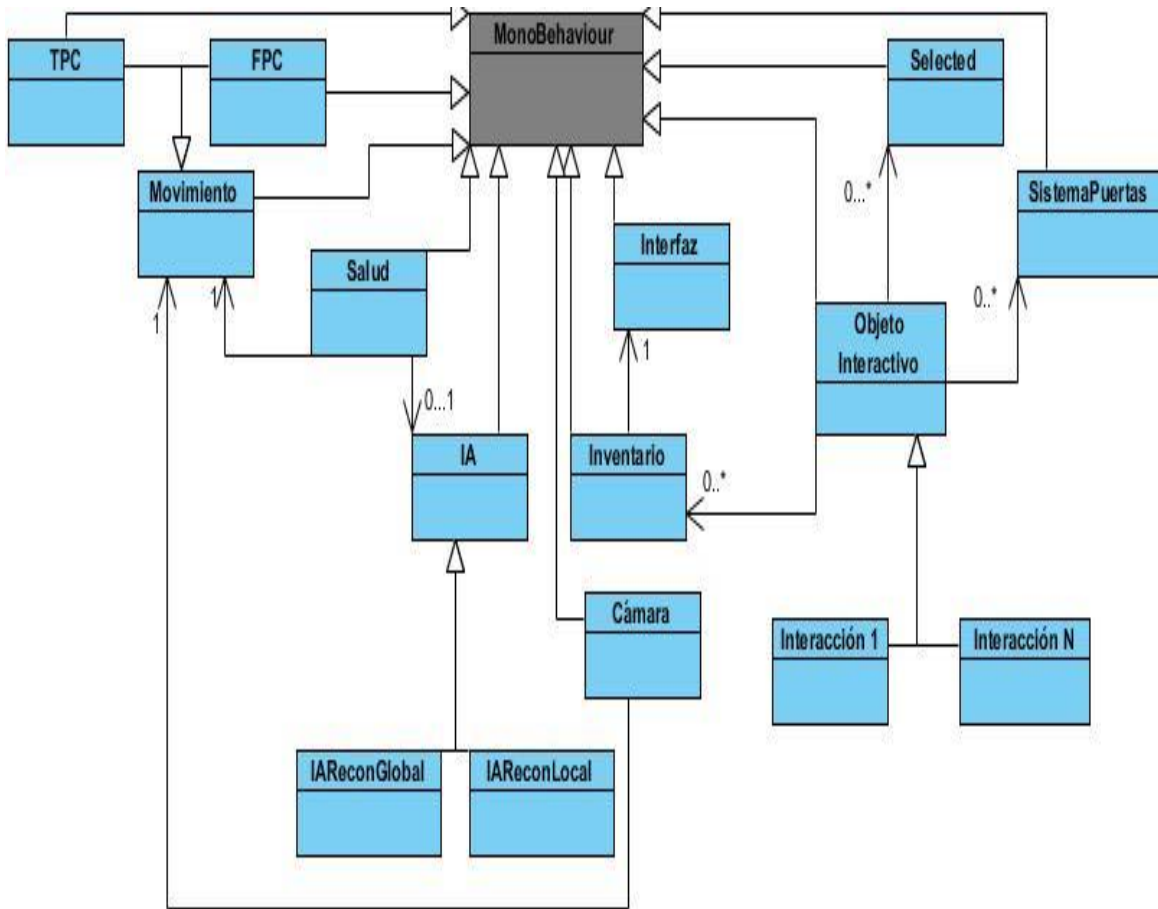 MonoBehaviour
TPC
FPC
Selected
Movimiento
SistemaPuertas
0...*
Interfaz
Salud
1
1
0..*
Objeto
Interactivo
1
0...1
IA
Inventario
0..*
Cámara
Interacción 1
Interacción N
IAReconGlobal
IAReconLocal